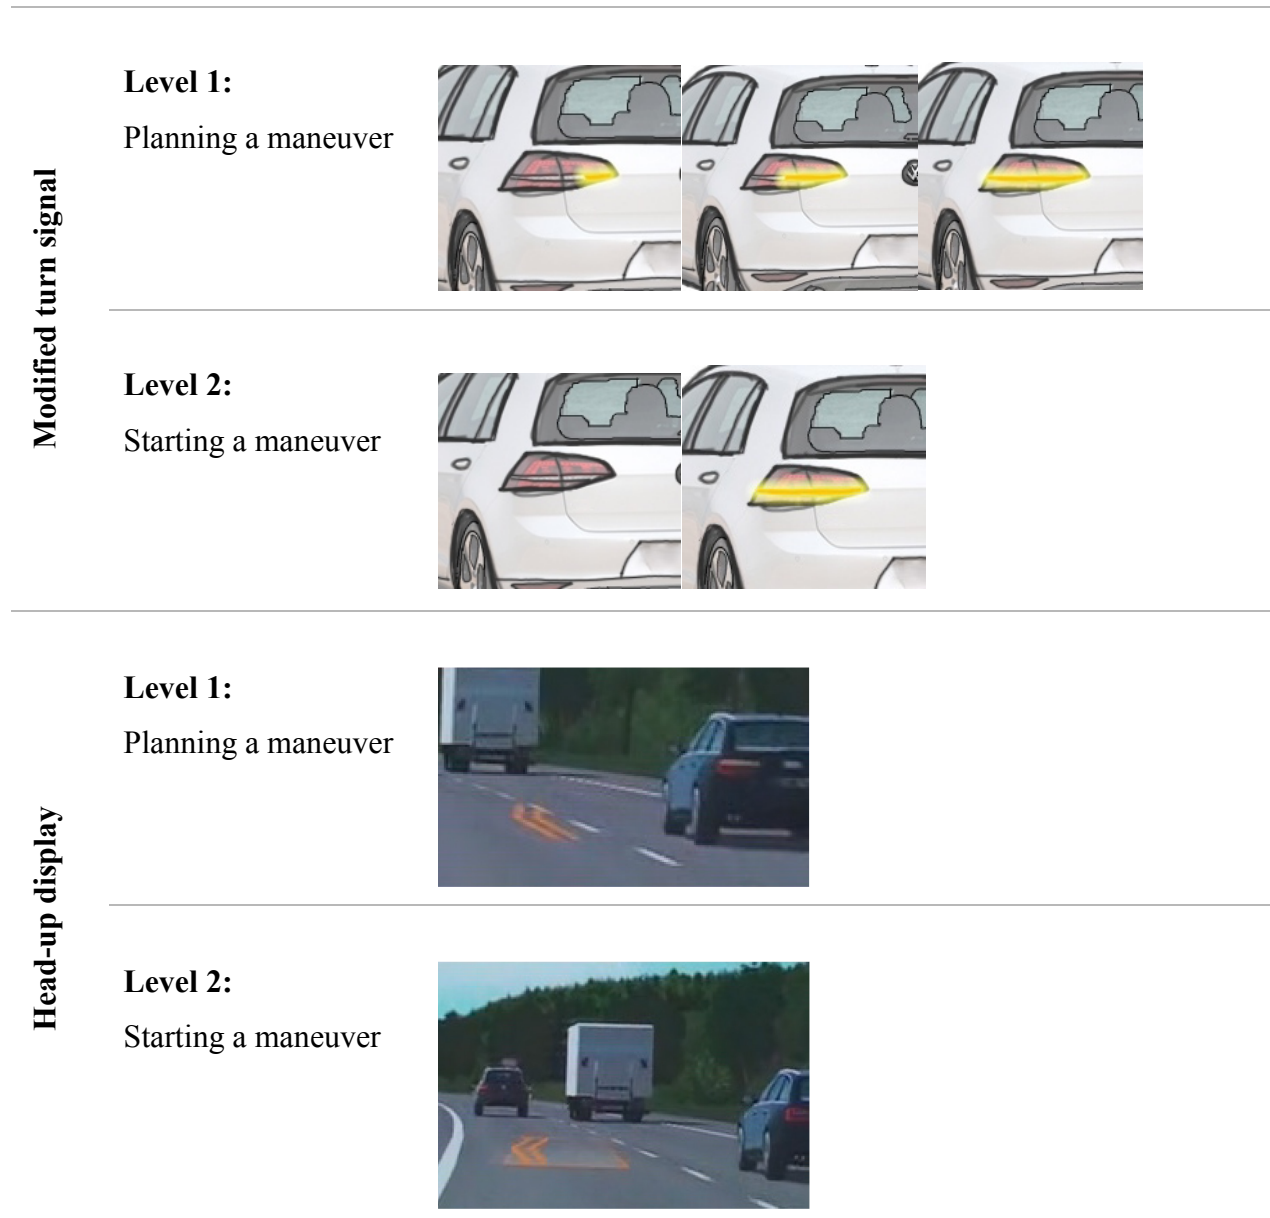 Modified turn signal
Level 1:
Planning a maneuver
Level 2:
Starting a maneuver
Head-up display
Level 1:
Planning a maneuver
Level 2:
Starting a maneuver